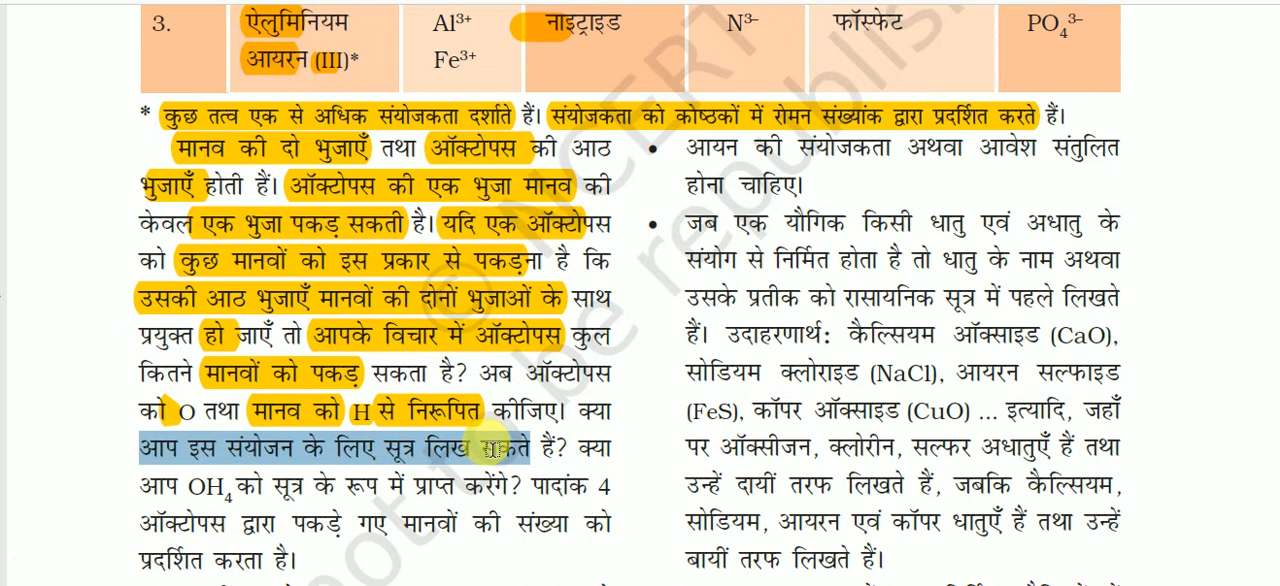 3. ऐलुमिनियम Al³⁺ नाइट्राइड N³⁻ फॉस्फेट PO₄³⁻
आयरन (III)* Fe³⁺
* कुछ तत्व एक से अधिक संयोजकता दर्शाते हैं। संयोजकता को कोष्ठकों में रोमन संख्यांक द्वारा प्रदर्शित करते हैं।
मानव की दो भुजाएँ तथा ऑक्टोपस की आठ
भुजाएँ होती हैं। ऑक्टोपस की एक भुजा मानव की
केवल एक भुजा पकड़ सकती है। यदि एक ऑक्टोपस
को कुछ मानवों को इस प्रकार से पकड़ना है कि
उसकी आठ भुजाएँ मानवों की दोनों भुजाओं के साथ
प्रयुक्त हो जाएँ तो आपके विचार में ऑक्टोपस कुल
कितने मानवों को पकड़ सकता है? अब ऑक्टोपस
को O तथा मानव को H से निरूपित कीजिए। क्या
आप इस संयोजन के लिए सूत्र लिख सकते हैं? क्या
आप OH₄ को सूत्र के रूप में प्राप्त करेंगे? पादांक 4
ऑक्टोपस द्वारा पकड़े गए मानवों की संख्या को
प्रदर्शित करता है।
• आयन की संयोजकता अथवा आवेश संतुलित
होना चाहिए।
• जब एक यौगिक किसी धातु एवं अधातु के
संयोग से निर्मित होता है तो धातु के नाम अथवा
उसके प्रतीक को रासायनिक सूत्र में पहले लिखते
हैं। उदाहरणार्थ: कैल्सियम ऑक्साइड (CaO),
सोडियम क्लोराइड (NaCl), आयरन सल्फाइड
(FeS), कॉपर ऑक्साइड (CuO) ... इत्यादि, जहाँ
पर ऑक्सीजन, क्लोरीन, सल्फर अधातुएँ हैं तथा
उन्हें दायीं तरफ लिखते हैं, जबकि कैल्सियम,
सोडियम, आयरन एवं कॉपर धातुएँ हैं तथा उन्हें
बायीं तरफ लिखते हैं।
© NCERT
not to be republis